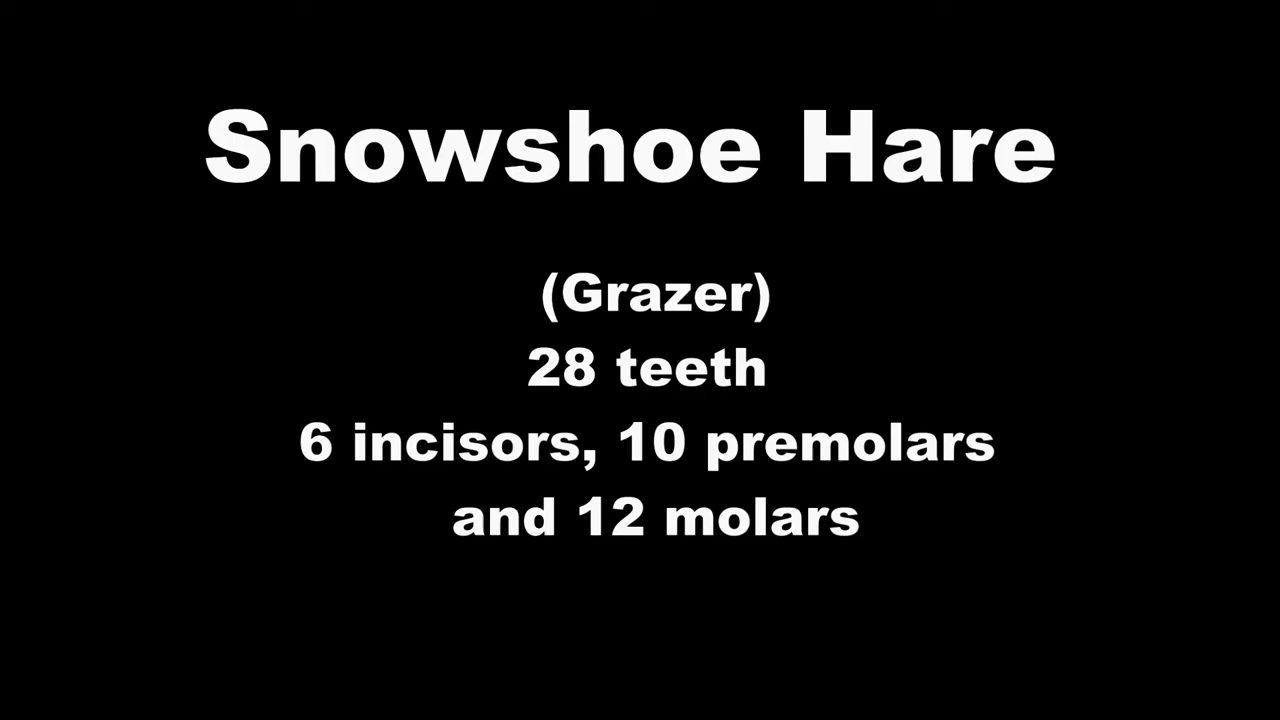 Snowshoe Hare
(Grazer)
28 teeth
6 incisors, 10 premolars
and 12 molars